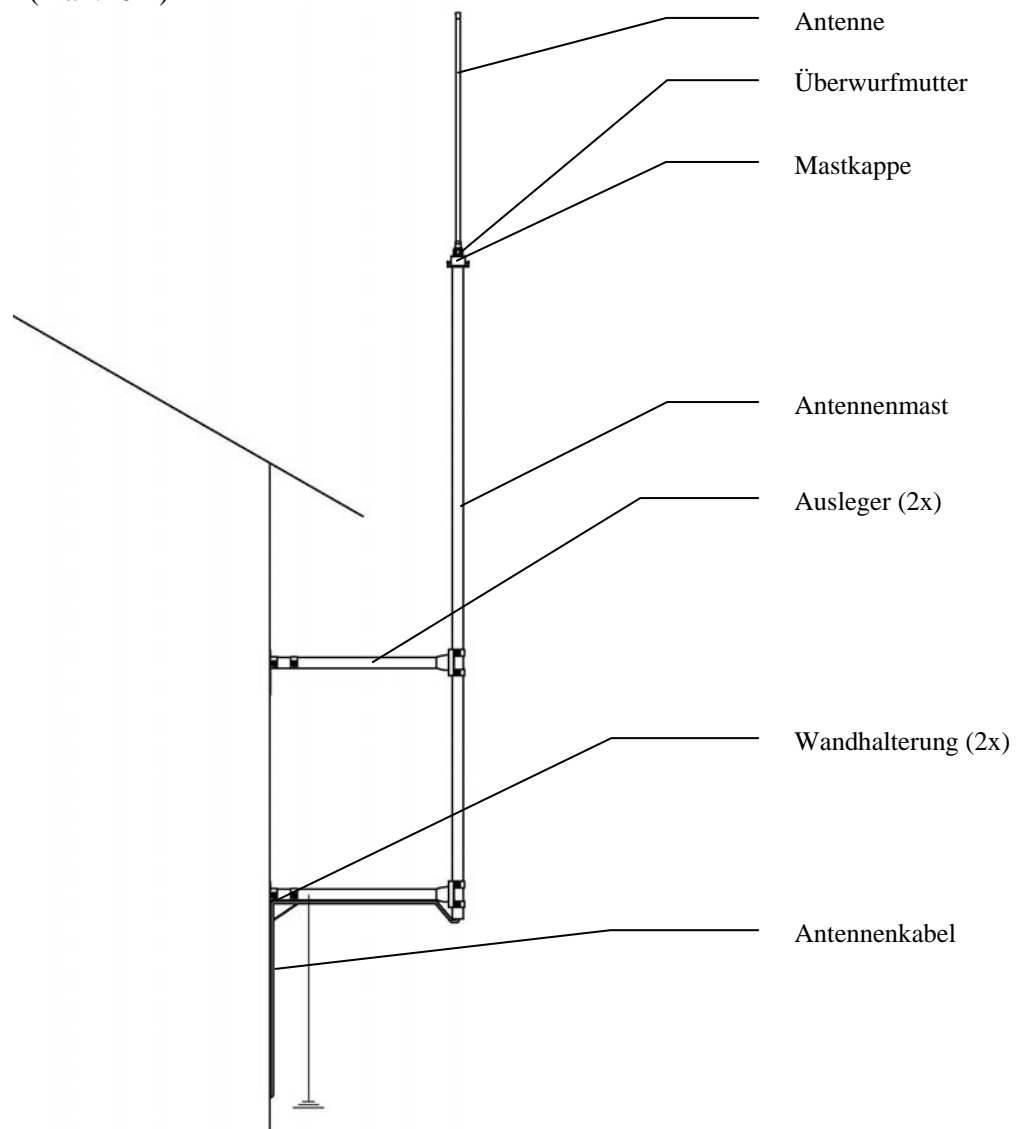 Antenne
Überwurfmutter
Mastkappe
Antennenmast
Ausleger (2x)
Wandhalterung (2x)
Antennenkabel